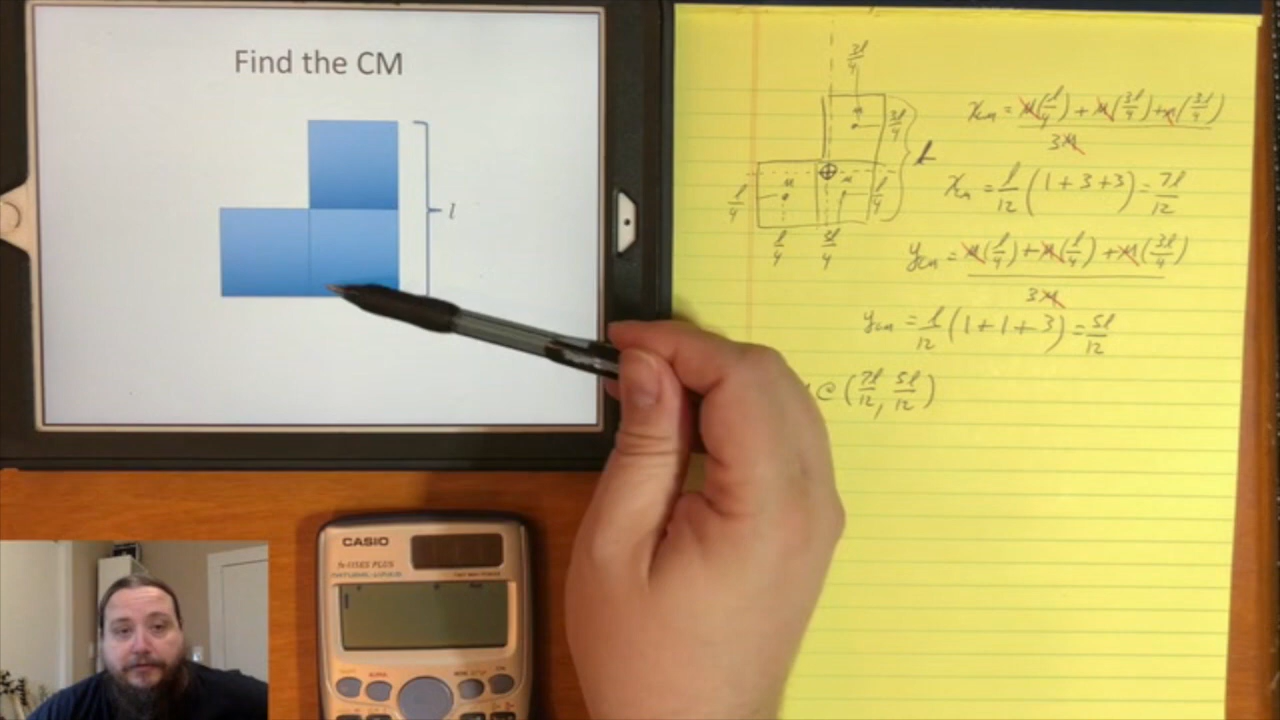 Find the CM
l
3l/4
3l/4
l
m
m
m
l/4
l/4
l/4
3l/4
x_cm = (m(l/4) + m(3l/4) + m(3l/4)) / 3m
x_cm = l/12 (1 + 3 + 3) = 7l/12
y_cm = (m(l/4) + m(l/4) + m(3l/4)) / 3m
y_cm = l/12 (1 + 1 + 3) = 5l/12
@ (7l/12, 5l/12)
CASIO
fx-115ES PLUS
NATURAL-V.P.A.M.